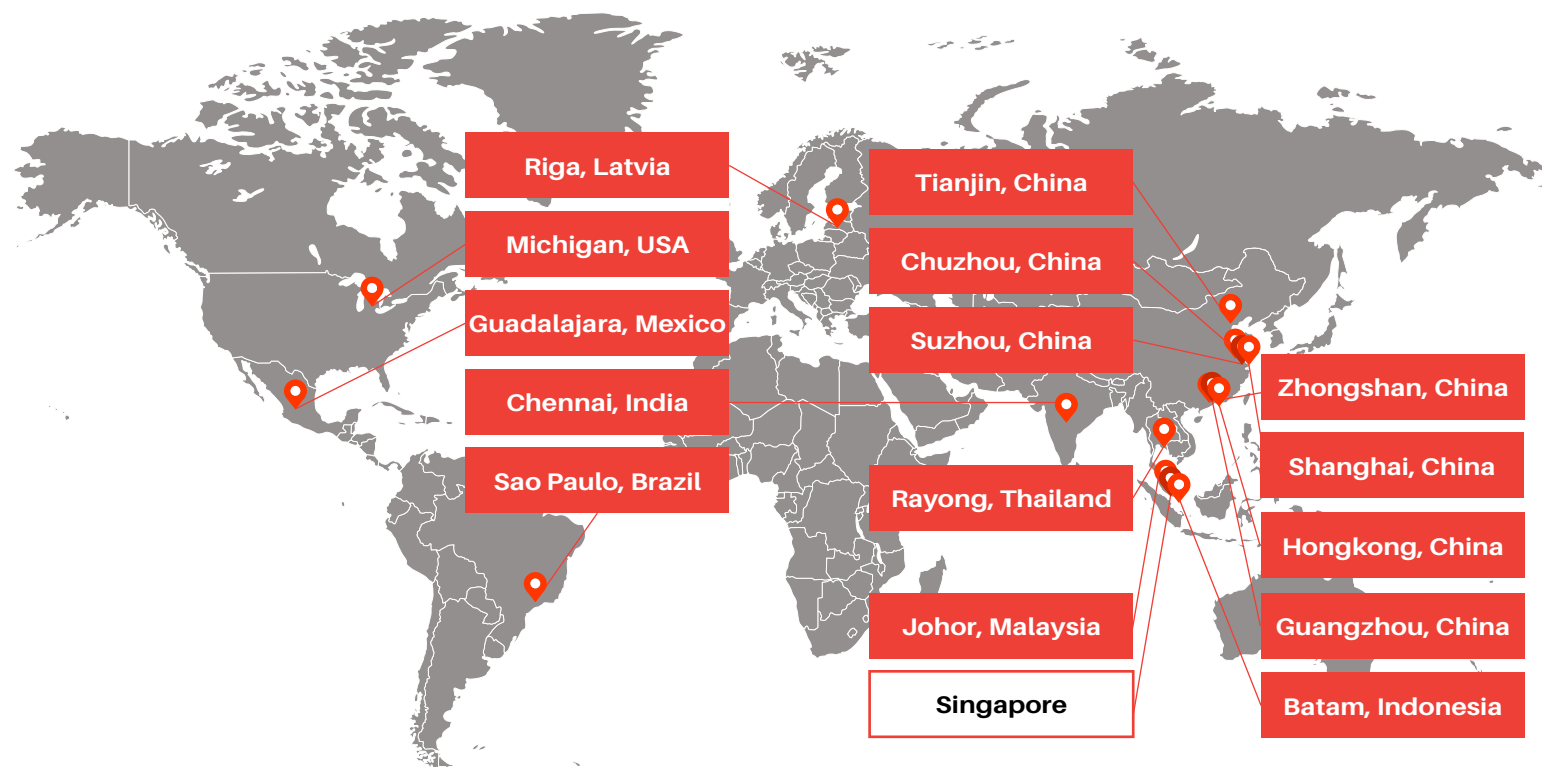 Riga, Latvia
Michigan, USA
Guadalajara, Mexico
Chennai, India
Sao Paulo, Brazil
Tianjin, China
Chuzhou, China
Suzhou, China
Rayong, Thailand
Johor, Malaysia
Singapore
Zhongshan, China
Shanghai, China
Hongkong, China
Guangzhou, China
Batam, Indonesia